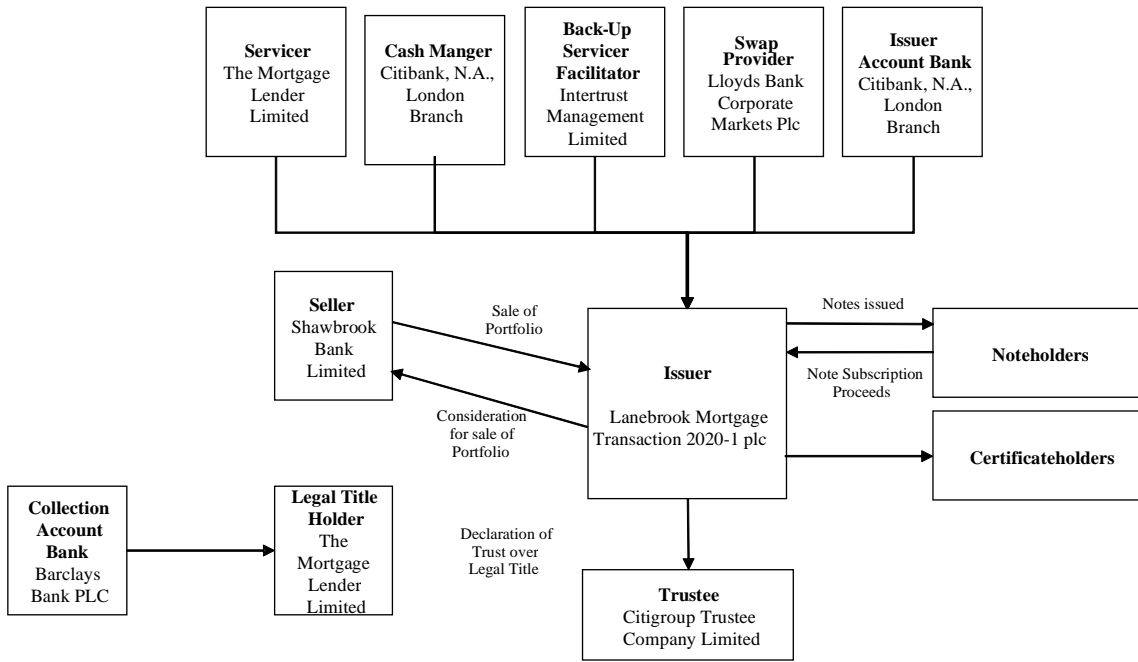 Servicer
The Mortgage
Lender
Limited
Cash Manger
Citibank, N.A.,
London
Branch
Back-Up
Servicer
Facilitator
Intertrust
Management
Limited
Swap
Provider
Lloyds Bank
Corporate
Markets Plc
Issuer
Account Bank
Citibank, N.A.,
London
Branch
Seller
Shawbrook
Bank
Limited
Sale of
Portfolio
Consideration
for sale of
Portfolio
Issuer
Lanebrook Mortgage
Transaction 2020-1 plc
Notes issued
Note Subscription
Proceeds
Noteholders
Certificateholders
Collection
Account
Bank
Barclays
Bank PLC
Legal Title
Holder
The
Mortgage
Lender
Limited
Declaration of
Trust over
Legal Title
Trustee
Citigroup Trustee
Company Limited